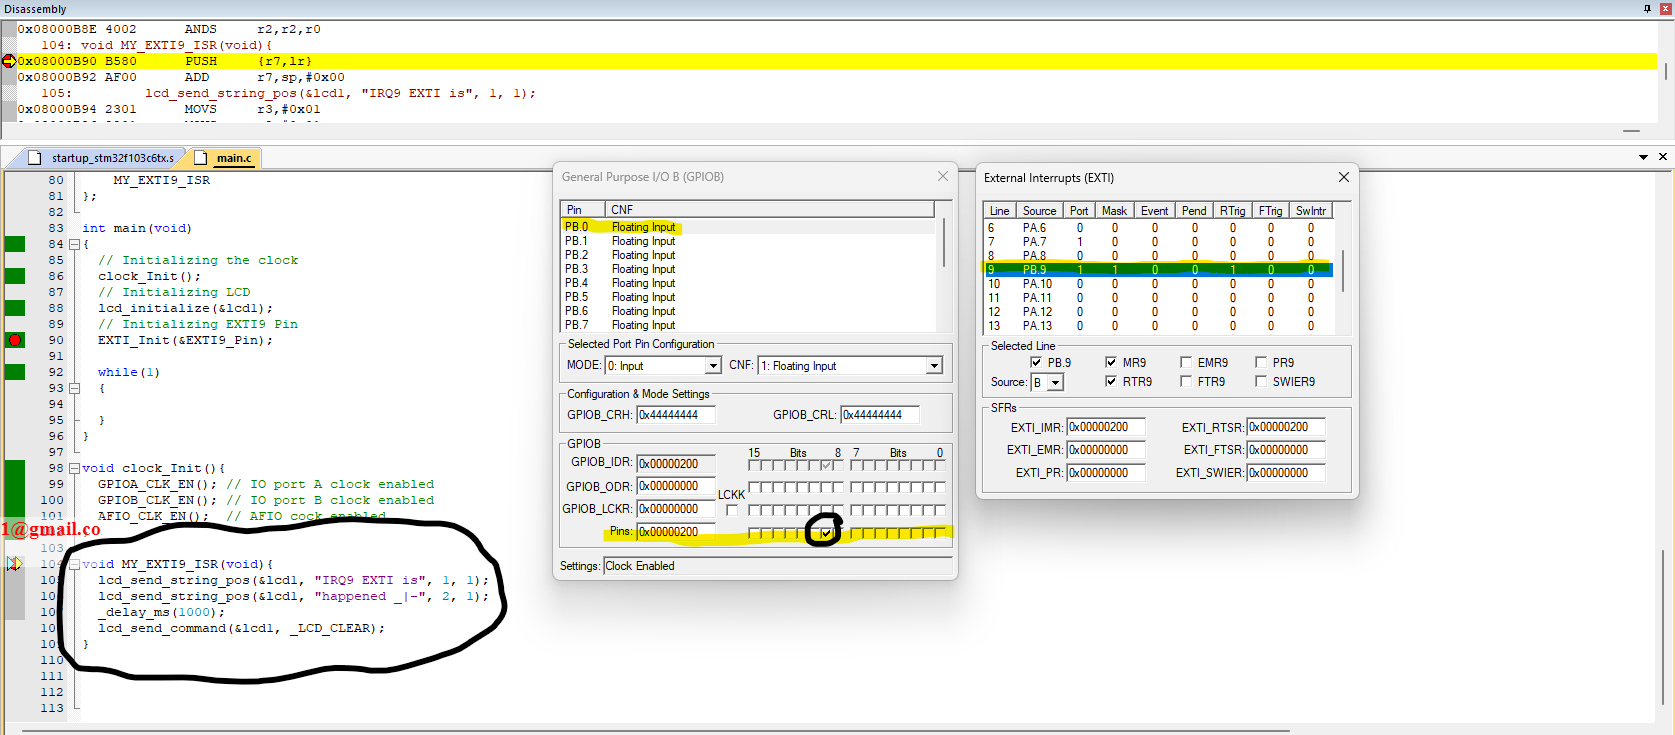 Disassembly
0x08000B8E 4002      ANDS     r2,r2,r0
104: void MY_EXTI9_ISR(void){
0x08000B90 B580      PUSH     {r7,lr}
0x08000B92 AF00      ADD      r7,sp,#0x00
105:         lcd_send_string_pos(&lcd1, "IRQ9 EXTI is", 1, 1);
0x08000B94 2301      MOVS     r3,#0x01
startup_stm32f103c6tx.s main.c
80     MY_EXTI9_ISR
81 };
82
83 int main(void)
84 {
85   // Initializing the clock
86   clock_Init();
87   // Initializing LCD
88   lcd_initialize(&lcd1);
89   // Initializing EXTI9 Pin
90   EXTI_Init(&EXTI9_Pin);
91
92   while(1)
93   {
94
95   }
96 }
97
98 void clock_Init(){
99   GPIOA_CLK_EN(); // IO port A clock enabled
100   GPIOB_CLK_EN(); // IO port B clock enabled
101   AFIO_CLK_EN();  // AFIO cock enabled
1@gmail.co
103
void MY_EXTI9_ISR(void){
  lcd_send_string_pos(&lcd1, "IRQ9 EXTI is", 1, 1);
  lcd_send_string_pos(&lcd1, "happened _|-", 2, 1);
  _delay_ms(1000);
  lcd_send_command(&lcd1, _LCD_CLEAR);
}
110
111
112
113
General Purpose I/O B (GPIOB)
Pin CNF
PB.0 Floating Input
PB.1 Floating Input
PB.2 Floating Input
PB.3 Floating Input
PB.4 Floating Input
PB.5 Floating Input
PB.6 Floating Input
PB.7 Floating Input
Selected Port Pin Configuration
MODE: 0: Input CNF: 1: Floating Input
Configuration & Mode Settings
GPIOB_CRH: 0x44444444 GPIOB_CRL: 0x44444444
GPIOB
15 Bits 8 7 Bits 0
GPIOB_IDR: 0x00000200
GPIOB_ODR: 0x00000000
LCKK
GPIOB_LCKR: 0x00000000
Pins: 0x00000200
Settings: Clock Enabled
External Interrupts (EXTI)
Line Source Port Mask Event Pend RTrig FTrig SwIntr
6 PA.6 0 0 0 0 0 0 0
7 PA.7 1 0 0 0 0 0 0
8 PA.8 0 0 0 0 0 0 0
9 PB.9 1 1 0 0 1 0 0
10 PA.10 0 0 0 0 0 0 0
11 PA.11 0 0 0 0 0 0 0
12 PA.12 0 0 0 0 0 0 0
13 PA.13 0 0 0 0 0 0 0
Selected Line
PB.9 MR9 EMR9 PR9
Source: B RTR9 FTR9 SWIER9
SFRs
EXTI_IMR: 0x00000200 EXTI_RTSR: 0x00000200
EXTI_EMR: 0x00000000 EXTI_FTSR: 0x00000000
EXTI_PR: 0x00000000 EXTI_SWIER: 0x00000000